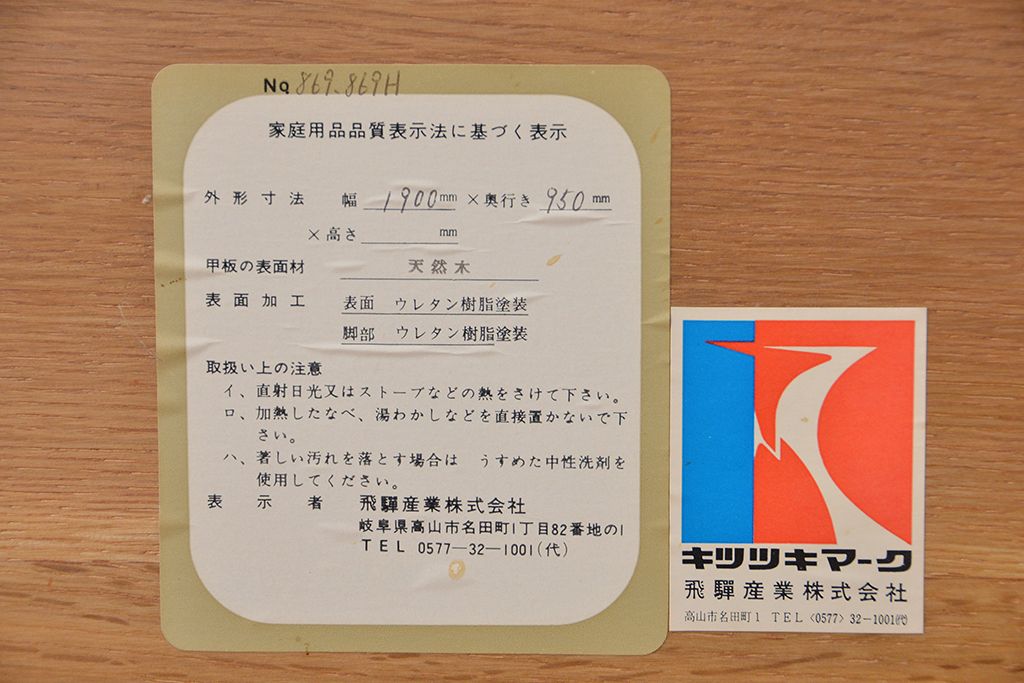 No 869.869H
家庭用品品質表示法に基づく表示
外形寸法 幅 1900mm ×奥行き 950mm
×高さ mm
甲板の表面材 天然木
表面加工 表面 ウレタン樹脂塗装
脚部 ウレタン樹脂塗装
取扱い上の注意
イ、直射日光又はストーブなどの熱をさけて下さい。
ロ、加熱したなべ、湯わかしなどを直接置かないで下
さい。
ハ、著しい汚れを落とす場合は うすめた中性洗剤を
使用してください。
表示者 飛驒産業株式会社
岐阜県高山市名田町1丁目82番地の1
TEL 0577—32—1001(代)
キツツキマーク
飛驒産業株式会社
高山市名田町1 TEL〈0577〉32-1001㈹